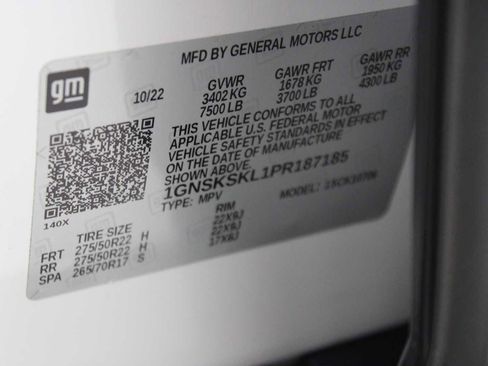 gm
MFD BY GENERAL MOTORS LLC
10/22 GVWR GAWR FRT GAWR RR
3402 KG 1678 KG 1950 KG
7500 LB 3700 LB 4300 LB
THIS VEHICLE CONFORMS TO ALL
APPLICABLE U.S. FEDERAL MOTOR
VEHICLE SAFETY STANDARDS IN EFFECT
ON THE DATE OF MANUFACTURE
SHOWN ABOVE.
1GNSKSKL1PR187185
TYPE: MPV MODEL:
140X
TIRE SIZE RIM
FRT 275/50R22 H 22X9J
RR 275/50R22 H 22X9J
SPA 265/70R17 S 17X8J